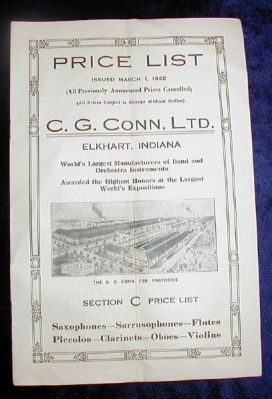 PRICE LIST
ISSUED MARCH 1, 1922
(All Previously Announced Prices Cancelled)
(All Prices Subject to Change Without Notice)
C. G. CONN, LTD.
ELKHART, INDIANA
World's Largest Manufacturers of Band and
Orchestra Instruments
Awarded the Highest Honors at the Largest
World's Expositions
THE C. G. CONN, LTD. FACTORIES
SECTION C PRICE LIST
Saxophones—Sarrusophones—Flutes
Piccolos—Clarinets—Oboes—Violins